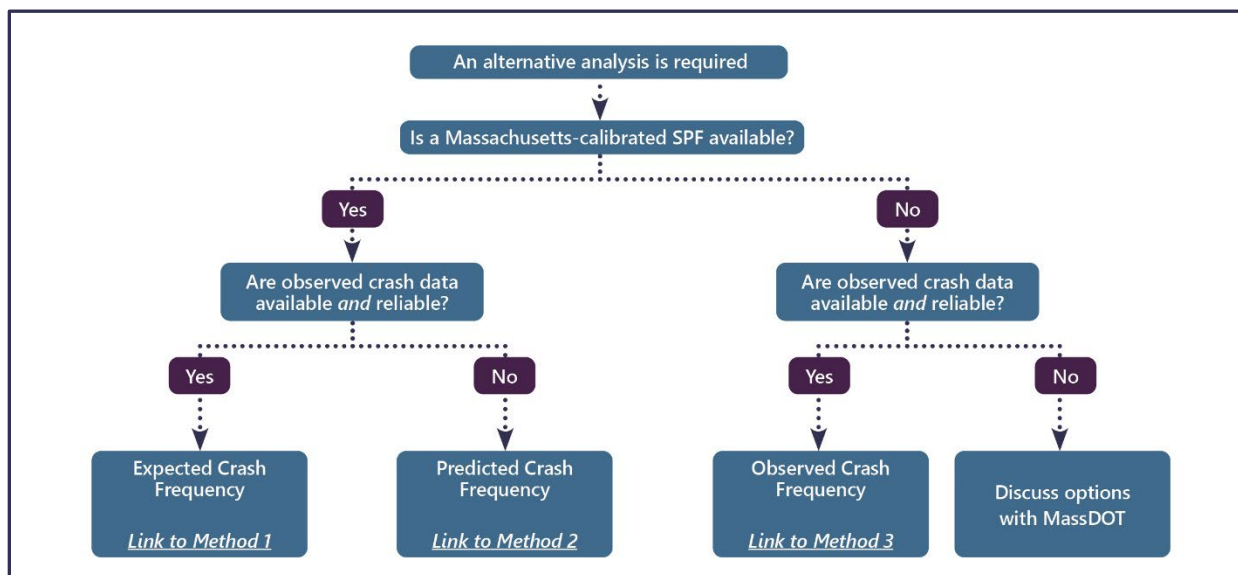 An alternative analysis is required
Is a Massachusetts-calibrated SPF available?
Yes
No
Are observed crash data
available and reliable?
Are observed crash data
available and reliable?
Yes
No
Yes
No
Expected Crash
Frequency
Link to Method 1
Predicted Crash
Frequency
Link to Method 2
Observed Crash
Frequency
Link to Method 3
Discuss options
with MassDOT